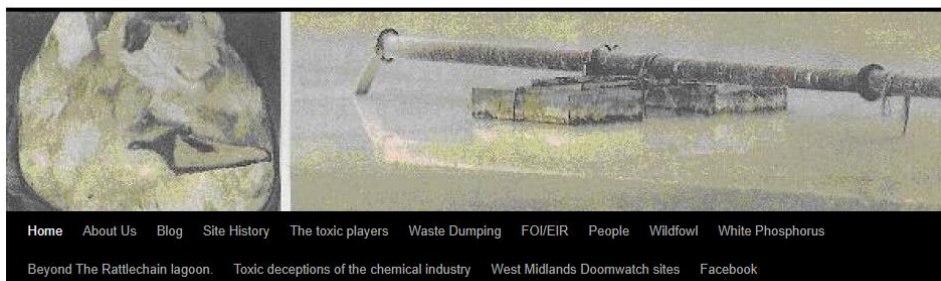 Home About Us Blog Site History The toxic players Waste Dumping FOI/EIR People Wildfowl White Phosphorus
Beyond The Rattlechain lagoon. Toxic deceptions of the chemical industry West Midlands Doomwatch sites Facebook